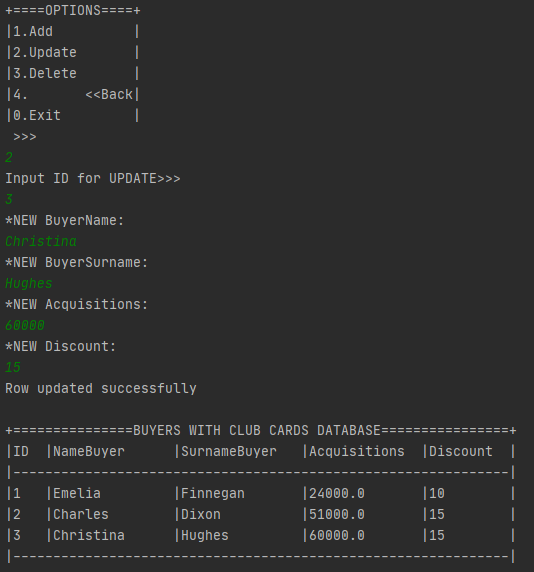 +====OPTIONS====+
|1.Add          |
|2.Update       |
|3.Delete       |
|4.       <<Back|
|0.Exit         |
 >>>
2
Input ID for UPDATE>>>
3
*NEW BuyerName:
Christina
*NEW BuyerSurname:
Hughes
*NEW Acquisitions:
60000
*NEW Discount:
15
Row updated successfully

+===============BUYERS WITH CLUB CARDS DATABASE================+
|ID  |NameBuyer      |SurnameBuyer   |Acquisitions  |Discount  |
|--------------------------------------------------------------|
|1   |Emelia         |Finnegan       |24000.0       |10        |
|2   |Charles        |Dixon          |51000.0       |15        |
|3   |Christina      |Hughes         |60000.0       |15        |
|--------------------------------------------------------------|